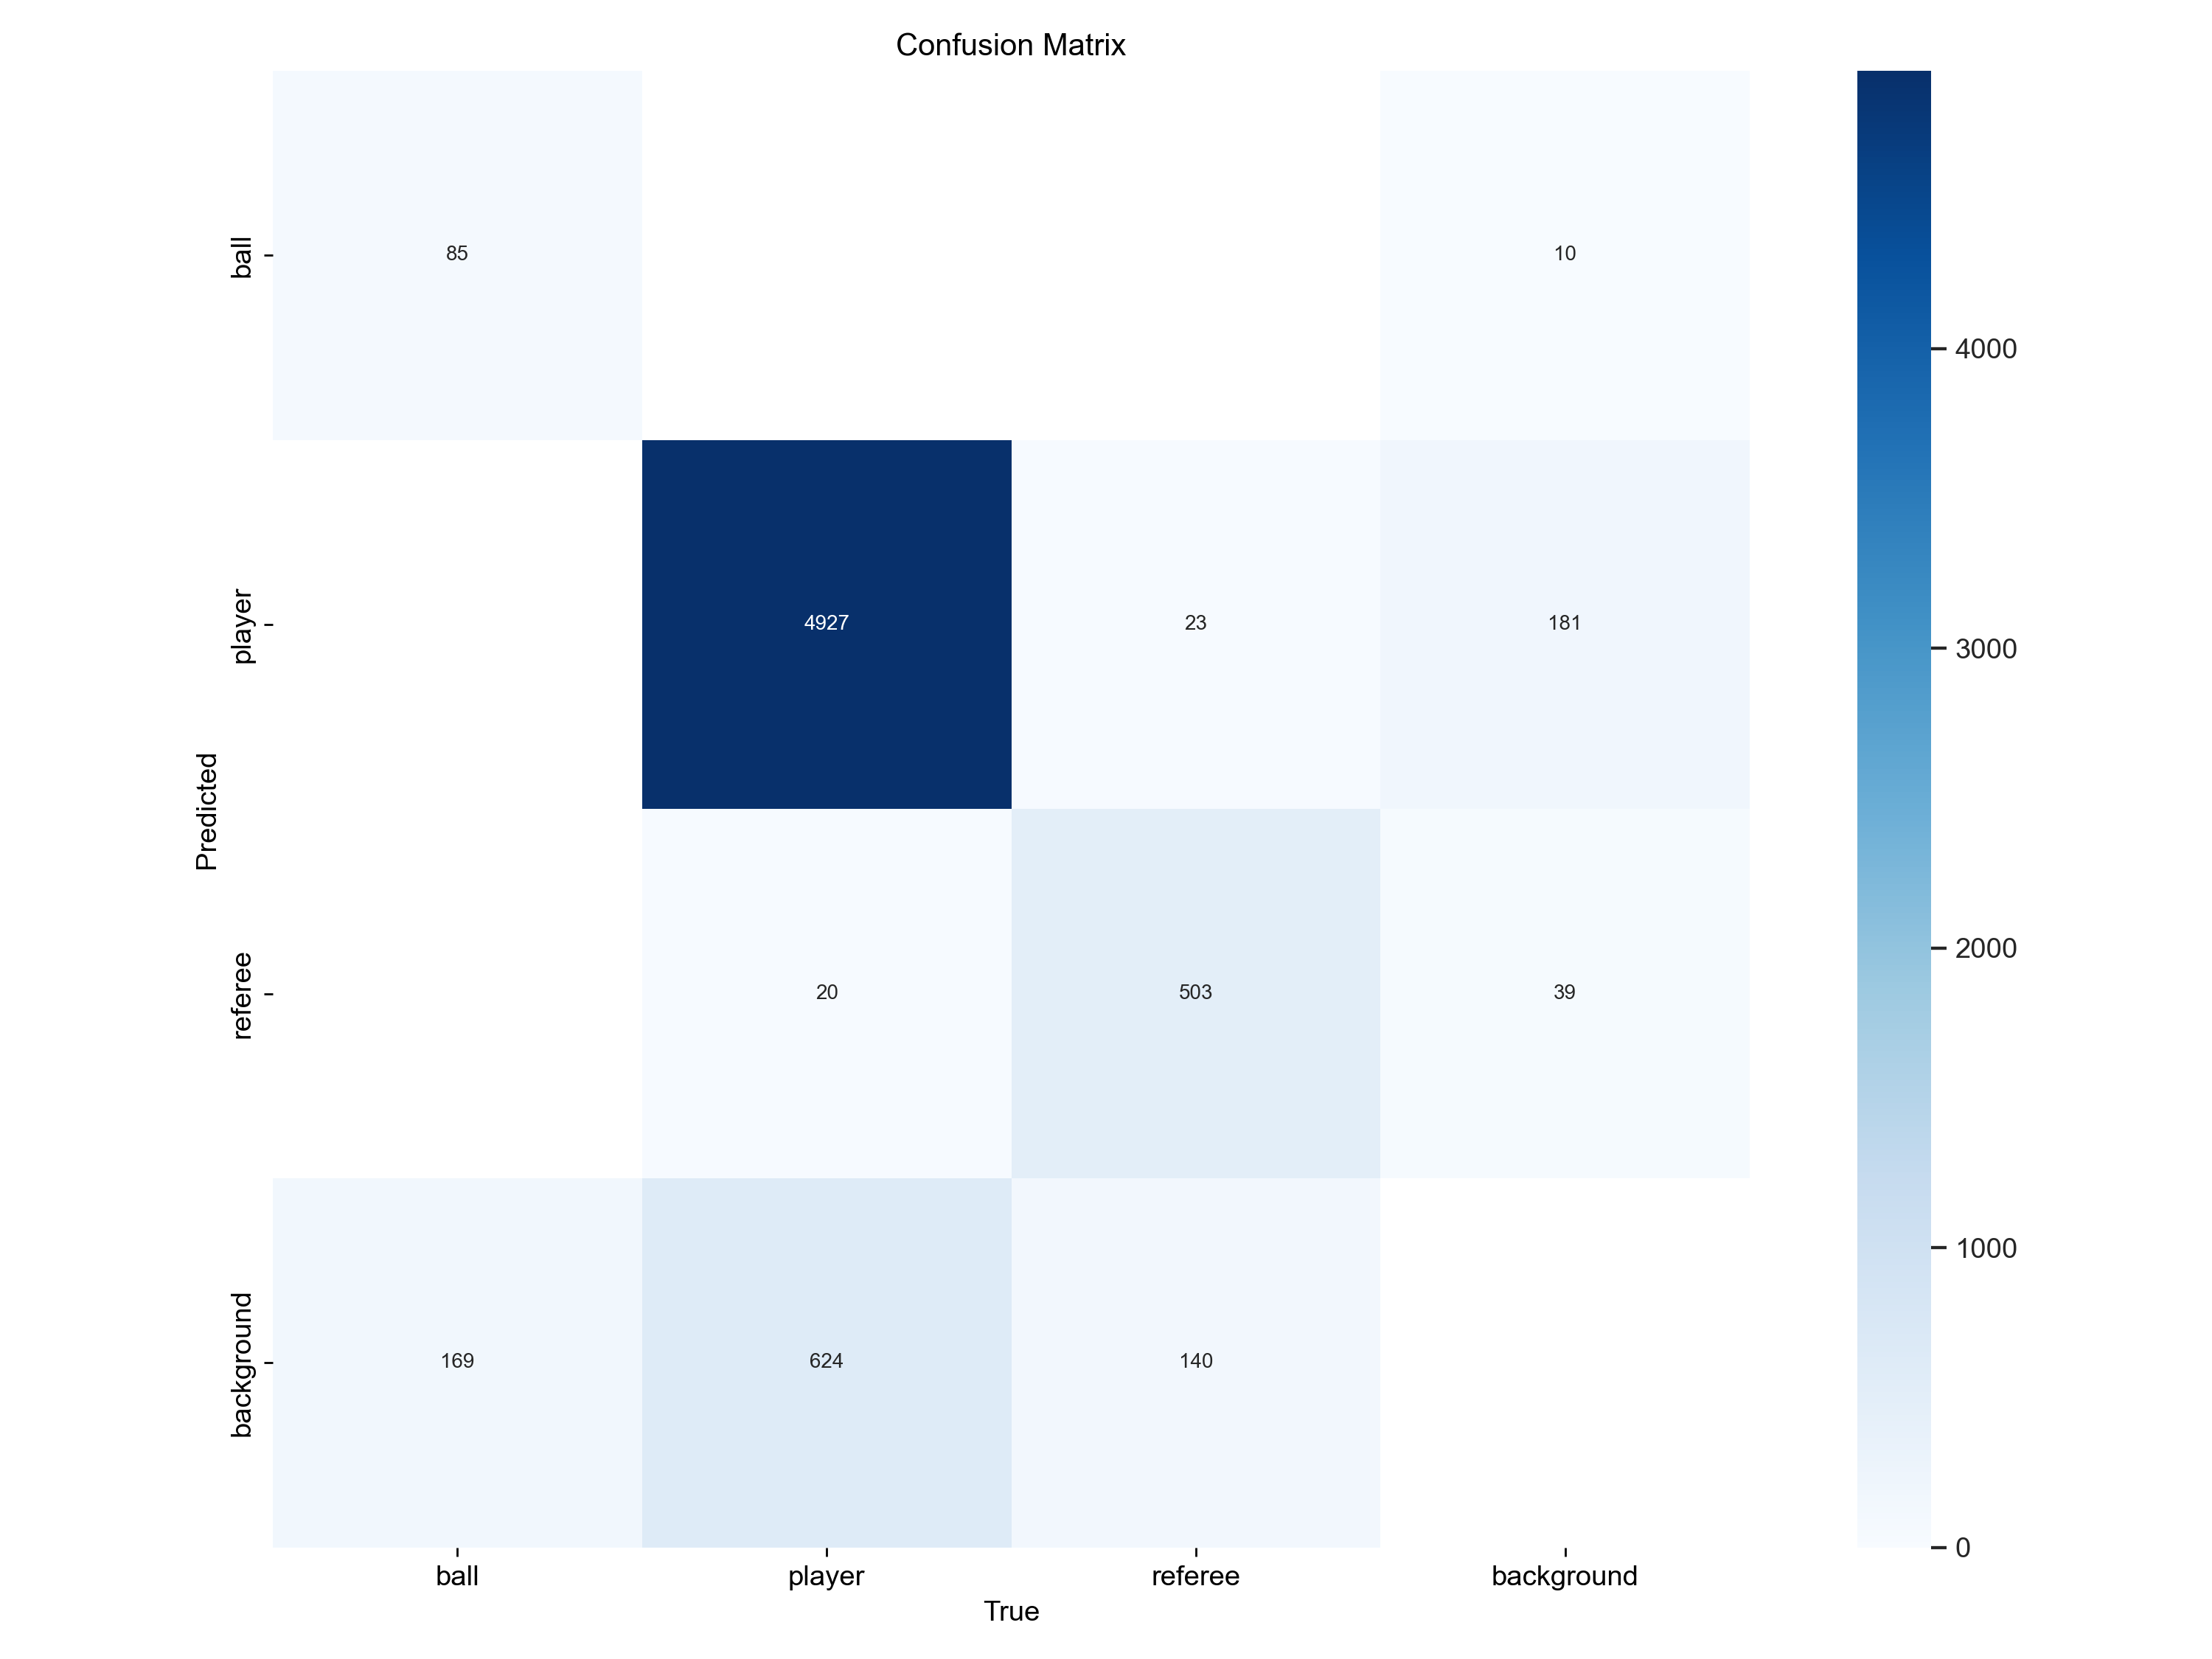 Confusion Matrix
ball
85
10
4000
player
4927
23
181
3000
Predicted
referee
20
503
39
2000
background
169
624
140
1000
0
ball
player
referee
background
True